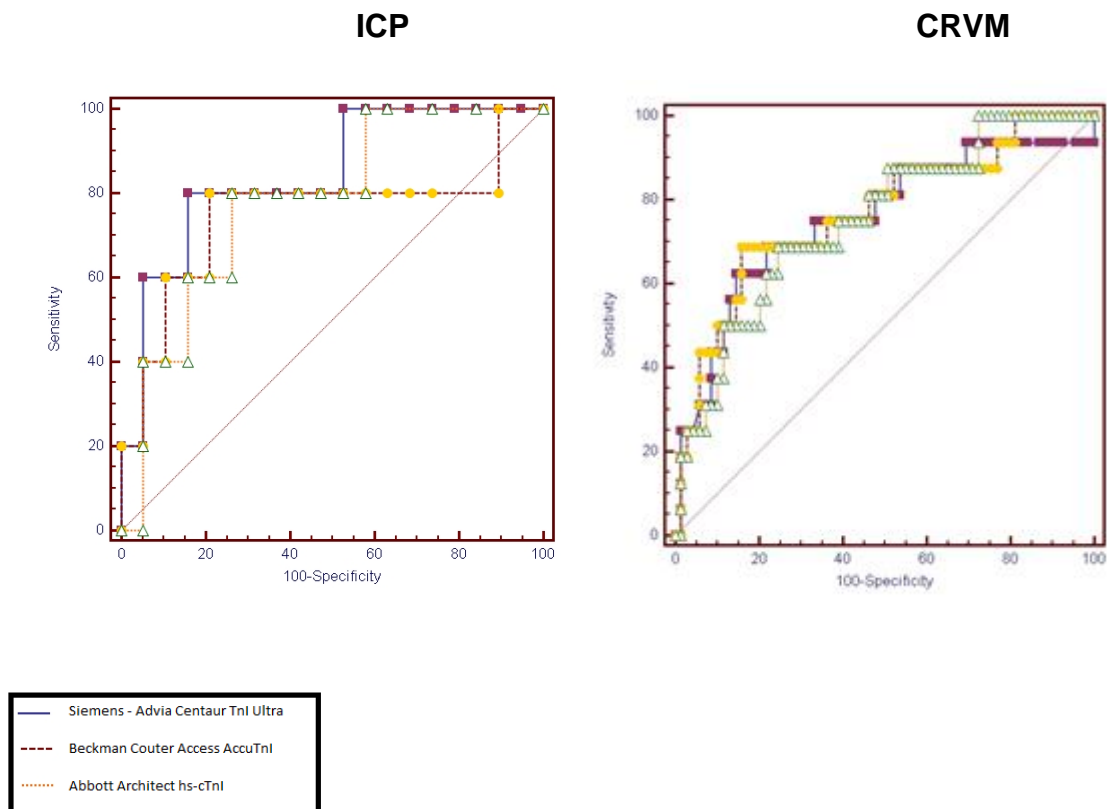 ICP
CRVM
100
80
60
40
20
0
Sensitivity
0 20 40 60 80 100
100-Specificity
100
80
60
40
20
0
Sensitivity
0 20 40 60 80 100
100-Specificity
Siemens - Advia Centaur TnI Ultra
Beckman Couter Access AccuTnI
Abbott Architect hs-cTnI